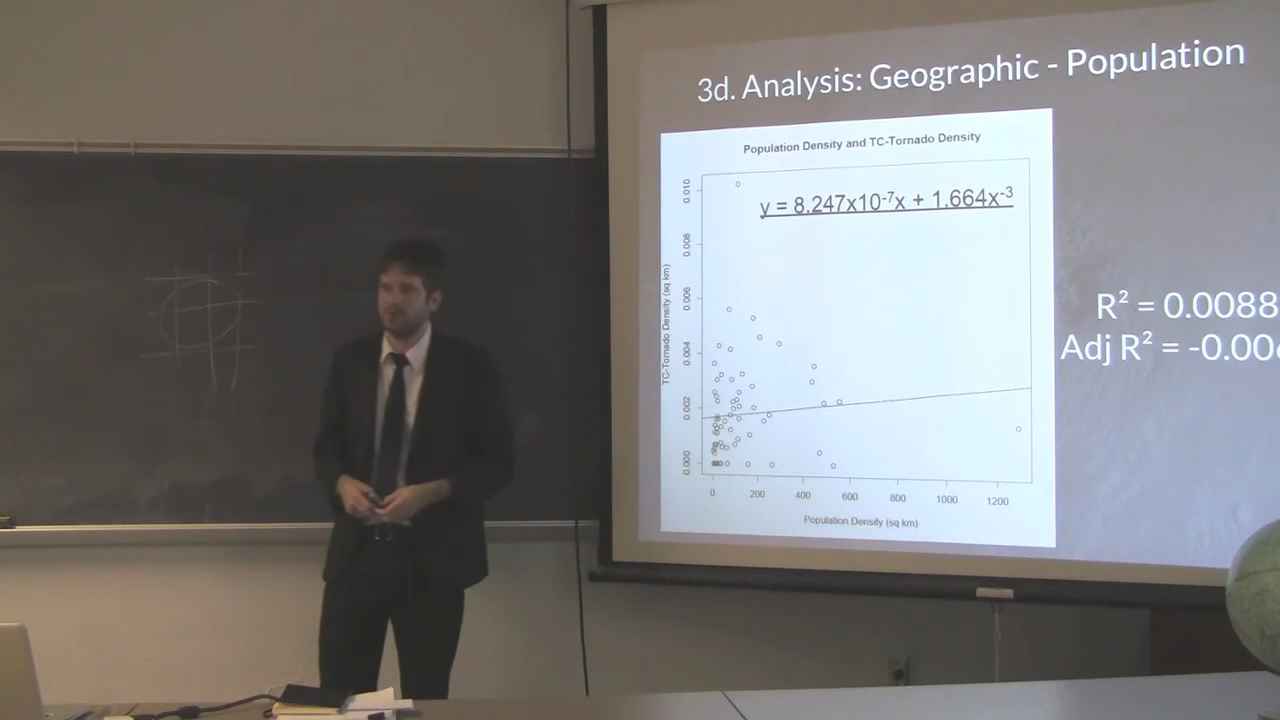 3d. Analysis: Geographic - Population
Population Density and TC-Tornado Density
y = 8.247x10-7x + 1.664x-3
0.010
0.008
0.006
0.004
0.002
0.000
TC-Tornado Density (sq km)
0 200 400 600 800 1000 1200
Population Density (sq km)
R² = 0.0088
Adj R² = -0.00